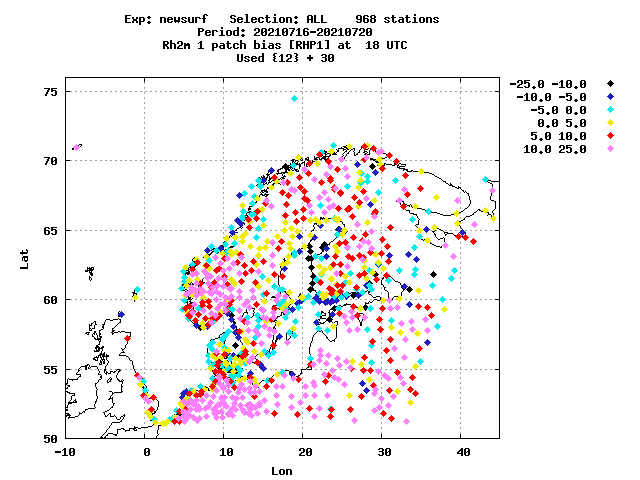 Exp: newsurf Selection: ALL 968 stations
Period: 20210716-20210720
Rh2m 1 patch bias [RHP1] at 18 UTC
Used {12} + 30
-25.0 -10.0
-10.0 -5.0
-5.0 0.0
0.0 5.0
5.0 10.0
10.0 25.0
75
70
65
60
55
50
Lat
-10 0 10 20 30 40
Lon